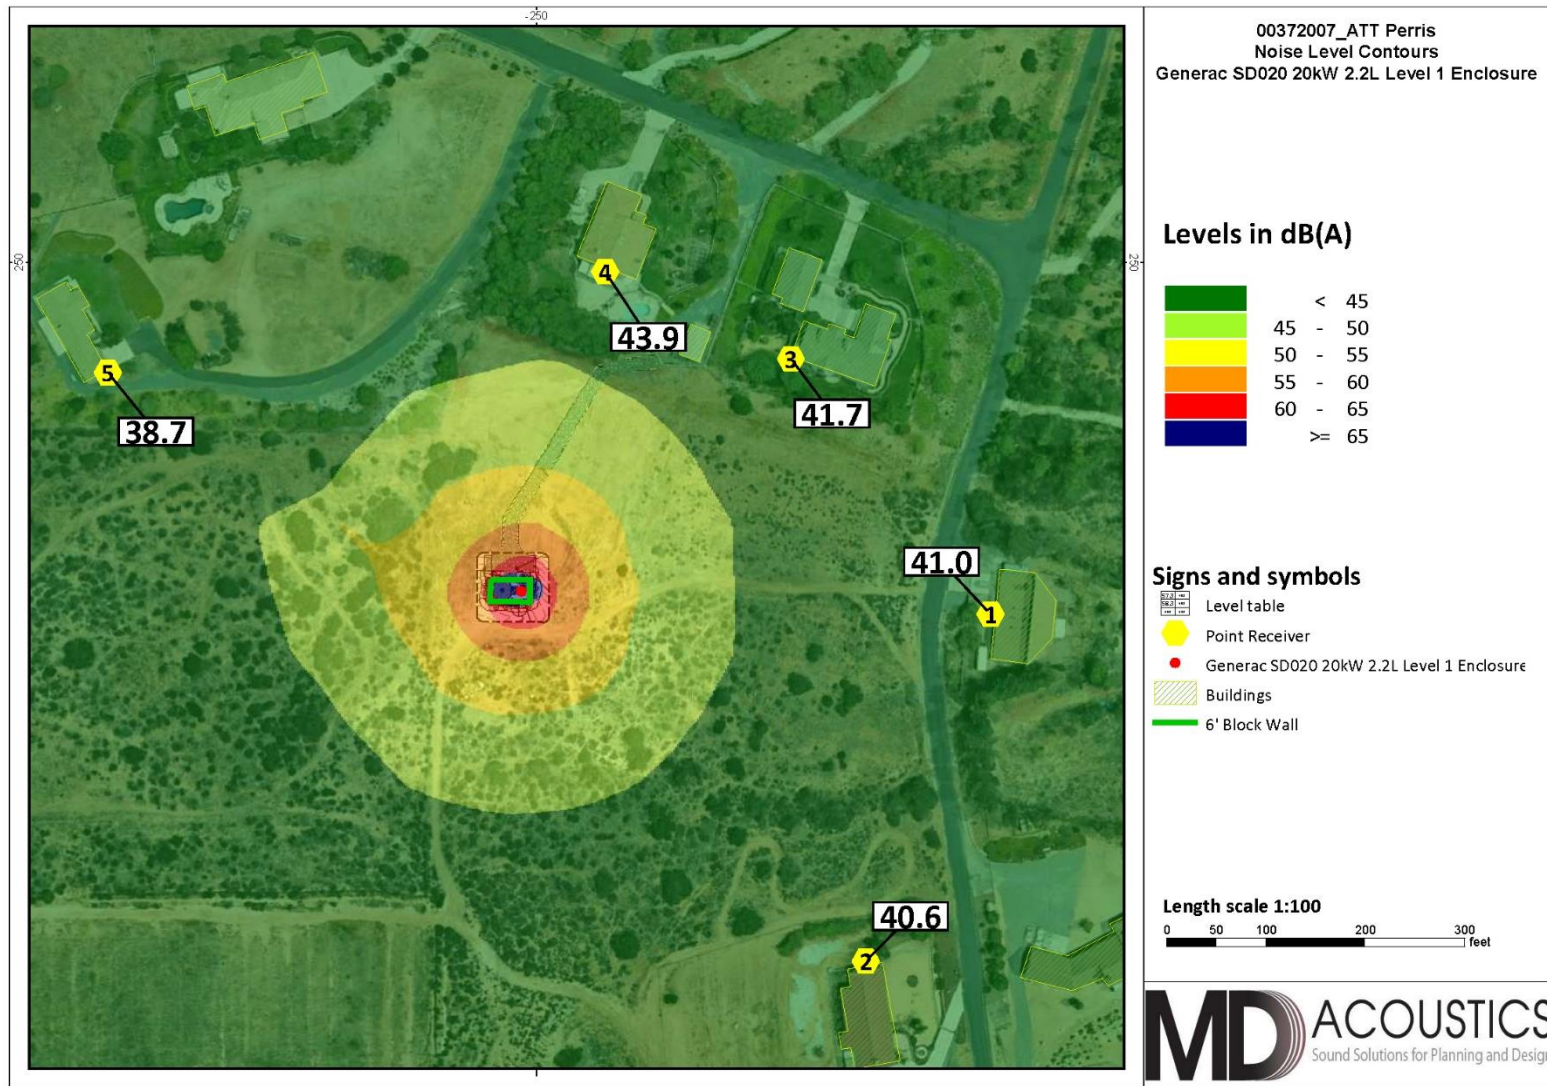 -250
250
250
4
43.9
3
41.7
5
38.7
41.0
1
40.6
2
00372007_ATT Perris
Noise Level Contours
Generac SD020 20kW 2.2L Level 1 Enclosure
Levels in dB(A)
< 45
45 - 50
50 - 55
55 - 60
60 - 65
>= 65
Signs and symbols
Level table
Point Receiver
Generac SD020 20kW 2.2L Level 1 Enclosure
Buildings
6' Block Wall
Length scale 1:100
0 50 100 200 300
feet
MD ACOUSTICS
Sound Solutions for Planning and Design